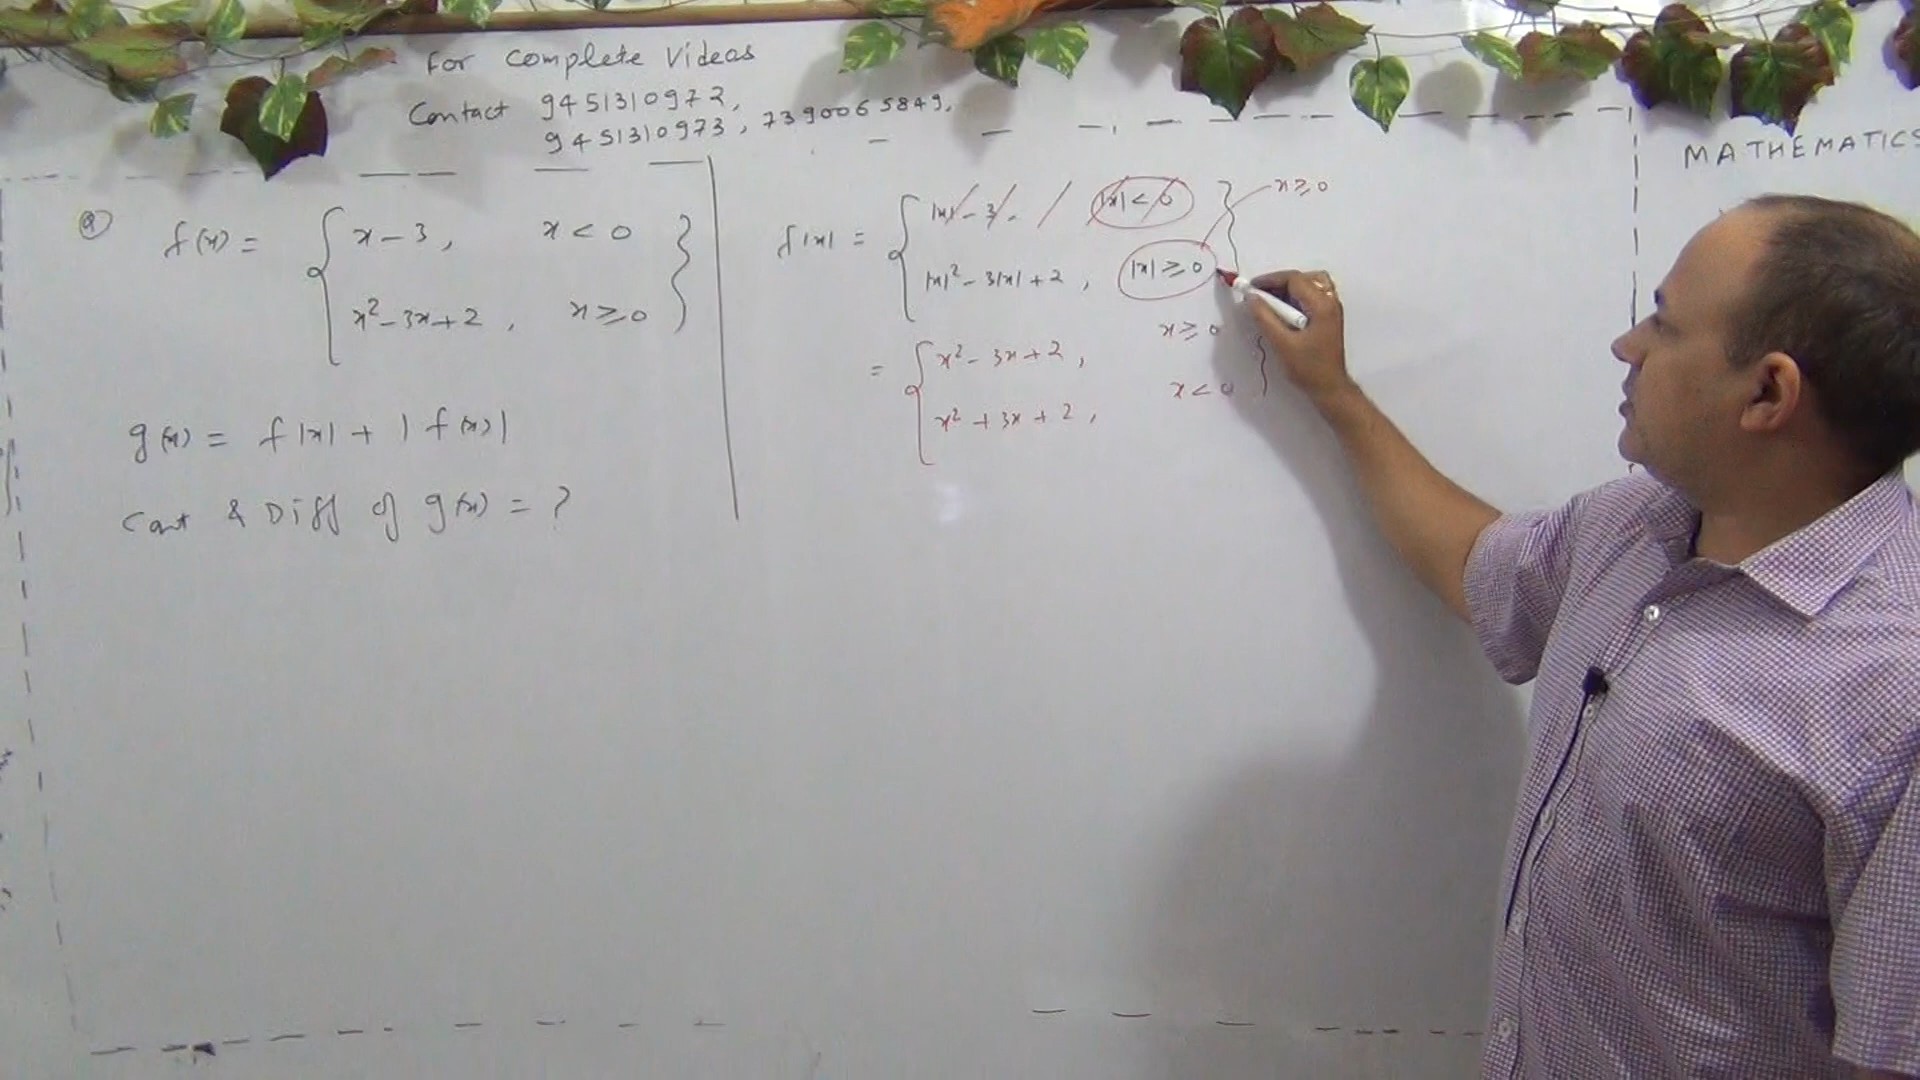 For Complete Videos
Contact 9451310972,
9451310973, 7390065849,
MATHEMATICS
Q f(x) = { x-3, x < 0
x²-3x+2, x ≥ 0 }
g(x) = f|x| + |f(x)|
Cont & Diff of g(x) = ?
f|x| = { |x| - 3, |x| < 0 } x ≥ 0
|x|² - 3|x| + 2, |x| ≥ 0
= { x² - 3x + 2, x ≥ 0 }
x² + 3x + 2, x < 0